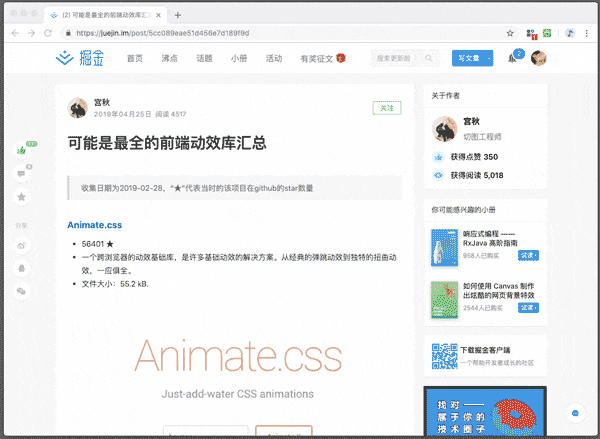 (2) 可能是最全的前端动效库汇总
https://juejin.im/post/5cc089eae51d456e7d189f9d
掘金
首页 沸点 话题 小册 活动 有奖征文
搜索更新啦
写文章
2
宫秋
2019年04月25日 阅读 4517
关注
可能是最全的前端动效库汇总
收集日期为2019-02-28，"★"代表当时的该项目在github的star数量
Animate.css
• 56401 ★
• 一个跨浏览器的动效基础库，是许多基础动效的解决方案。从经典的弹跳动效到独特的扭曲动
效，一应俱全。
• 文件大小：55.2 kB.
Animate.css
Just-add-water CSS animations
分享
关于作者
宫秋
切图工程师
获得点赞 350
获得阅读 5,018
你可能感兴趣的小册
响应式编程 ——
RxJava 高阶指南
958人已购买
试读
如何使用 Canvas 制作
出炫酷的网页背景特效
2544人已购买
试读
下载掘金客户端
一个帮助开发者成长的社区
找对——
属于你的
技术圈子